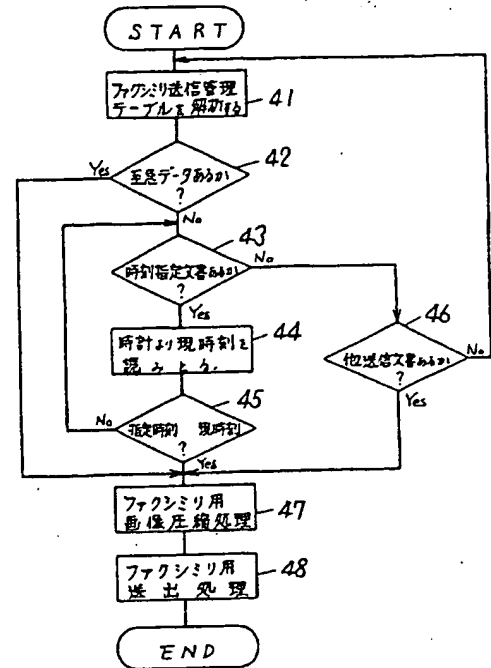 START
ファクシミリ送信管理
テーブルを解析する
41
至急データあるか
?
42
Yes
No
時刻指定文書あるか
?
43
No
Yes
時計より現時刻を
読みとる.
44
指定時刻 現時刻
?
45
No
Yes
他送信文書あるか
?
46
No
Yes
ファクシミリ用
画像圧縮処理
47
ファクシミリ用
送出処理
48
END